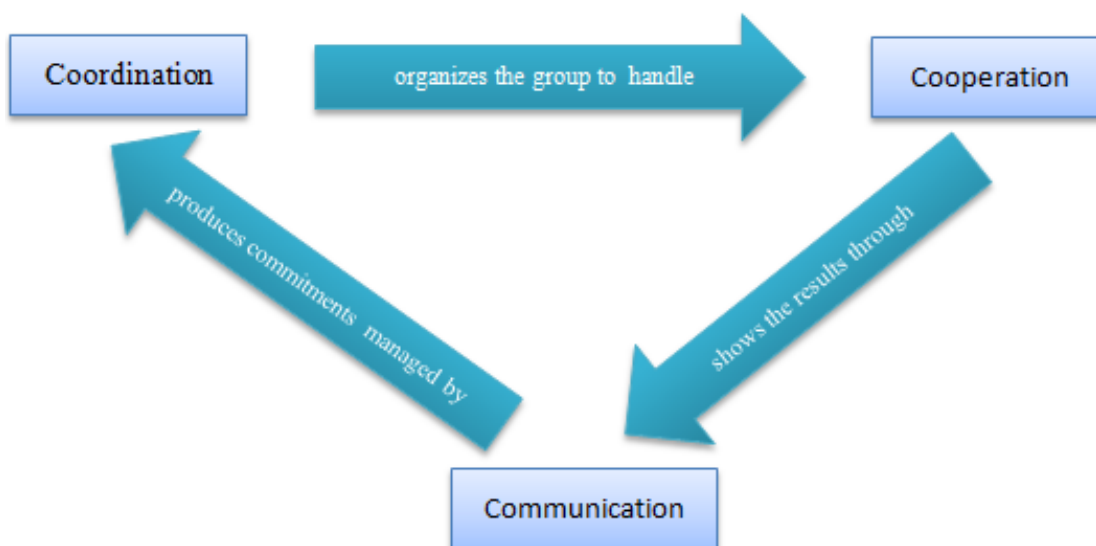 Coordination
organizes the group to handle
Cooperation
produces commitments managed by
shows the results through
Communication